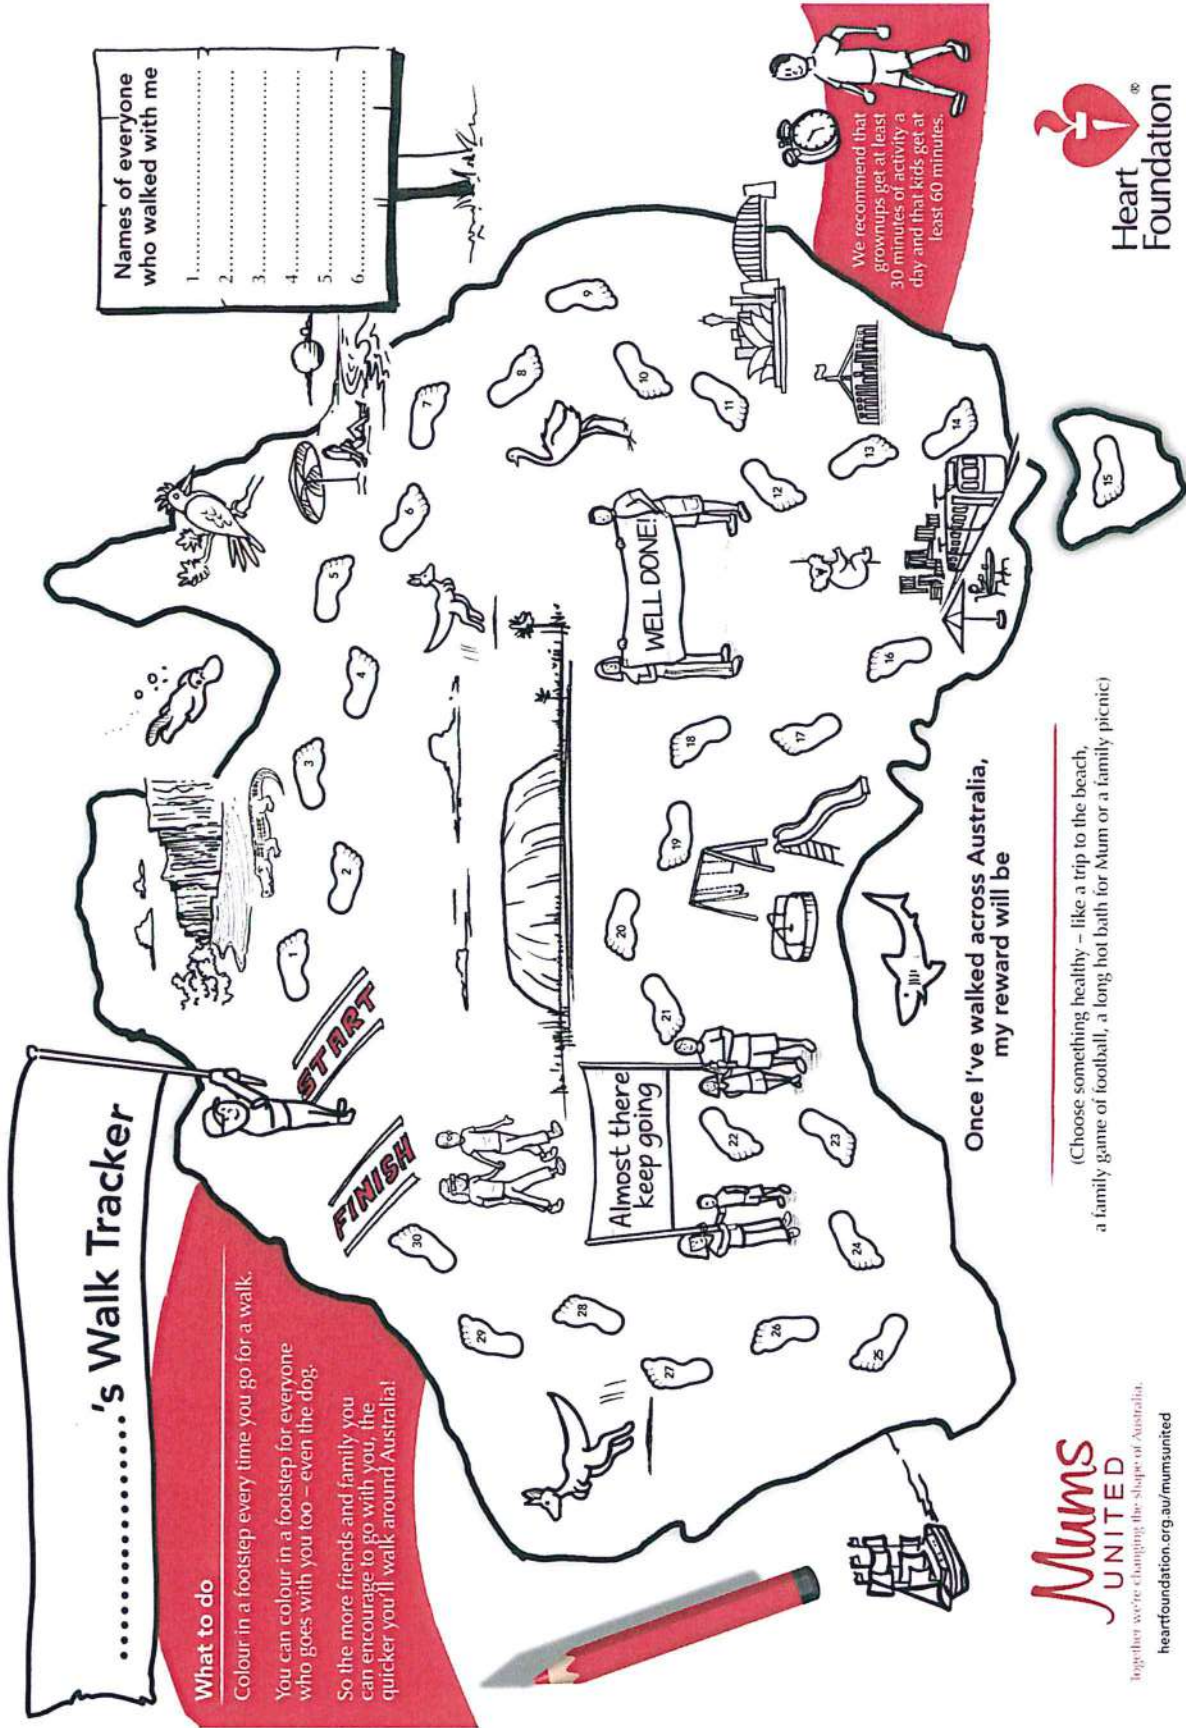 ...............'s Walk Tracker
What to do
Colour in a footstep every time you go for a walk.
You can colour in a footstep for everyone
who goes with you too – even the dog.
So the more friends and family you
can encourage to go with you, the
quicker you'll walk around Australia!
Names of everyone
who walked with me
1..............................
2..............................
3..............................
4..............................
5..............................
6..............................
START
FINISH
1
2
3
4
5
6
7
8
9
10
11
12
13
14
15
16
17
18
19
20
21
22
23
24
25
26
27
28
29
30
WELL DONE!
Almost there
keep going
We recommend that
grownups get at least
30 minutes of activity a
day and that kids get at
least 60 minutes.
Once I've walked across Australia,
my reward will be
(Choose something healthy – like a trip to the beach,
a family game of football, a long hot bath for Mum or a family picnic)
Mums
UNITED
Together we're changing the shape of Australia.
heartfoundation.org.au/mumsunited
Heart
Foundation
®